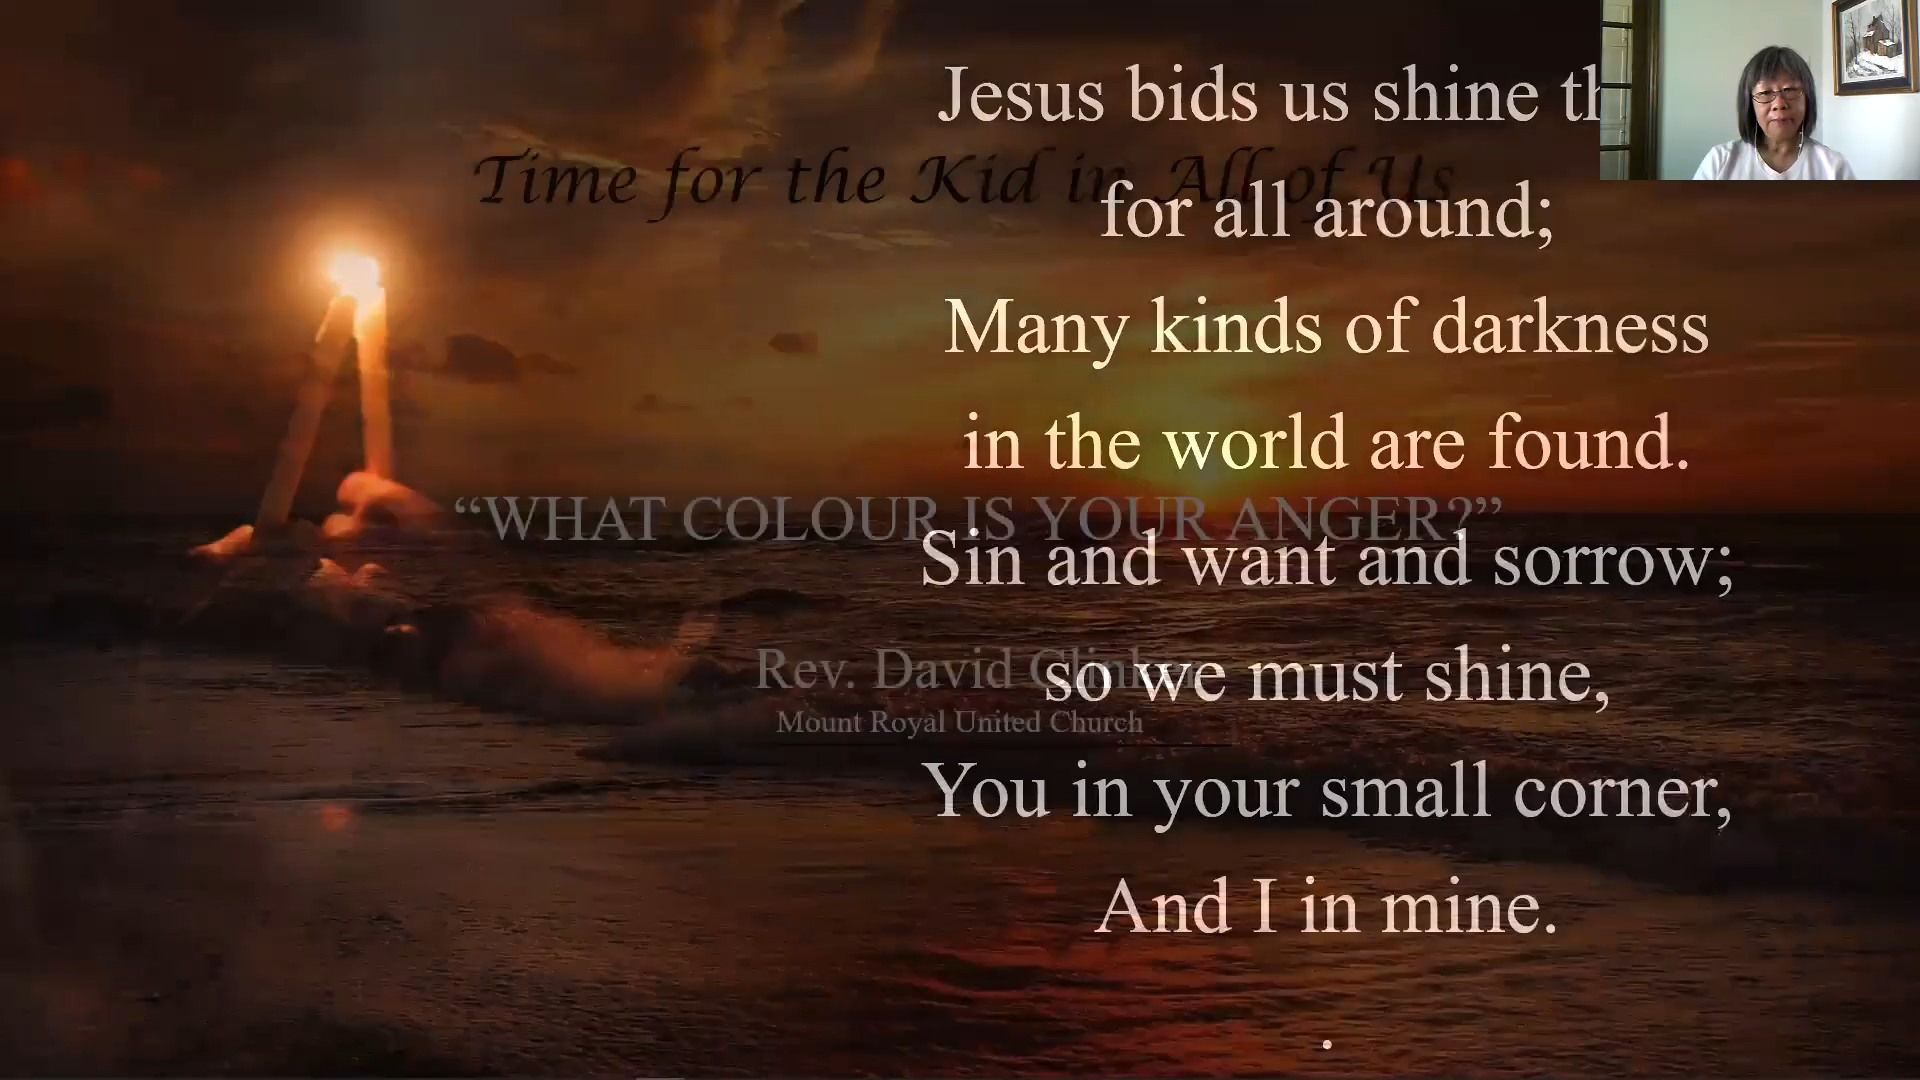 Jesus bids us shine
Time for the Kid in All of Us
for all around;
Many kinds of darkness
in the world are found.
“WHAT COLOUR IS YOUR ANGER?”
Sin and want and sorrow;
Rev. David
so we must shine,
Mount Royal United Church
You in your small corner,
And I in mine.
.